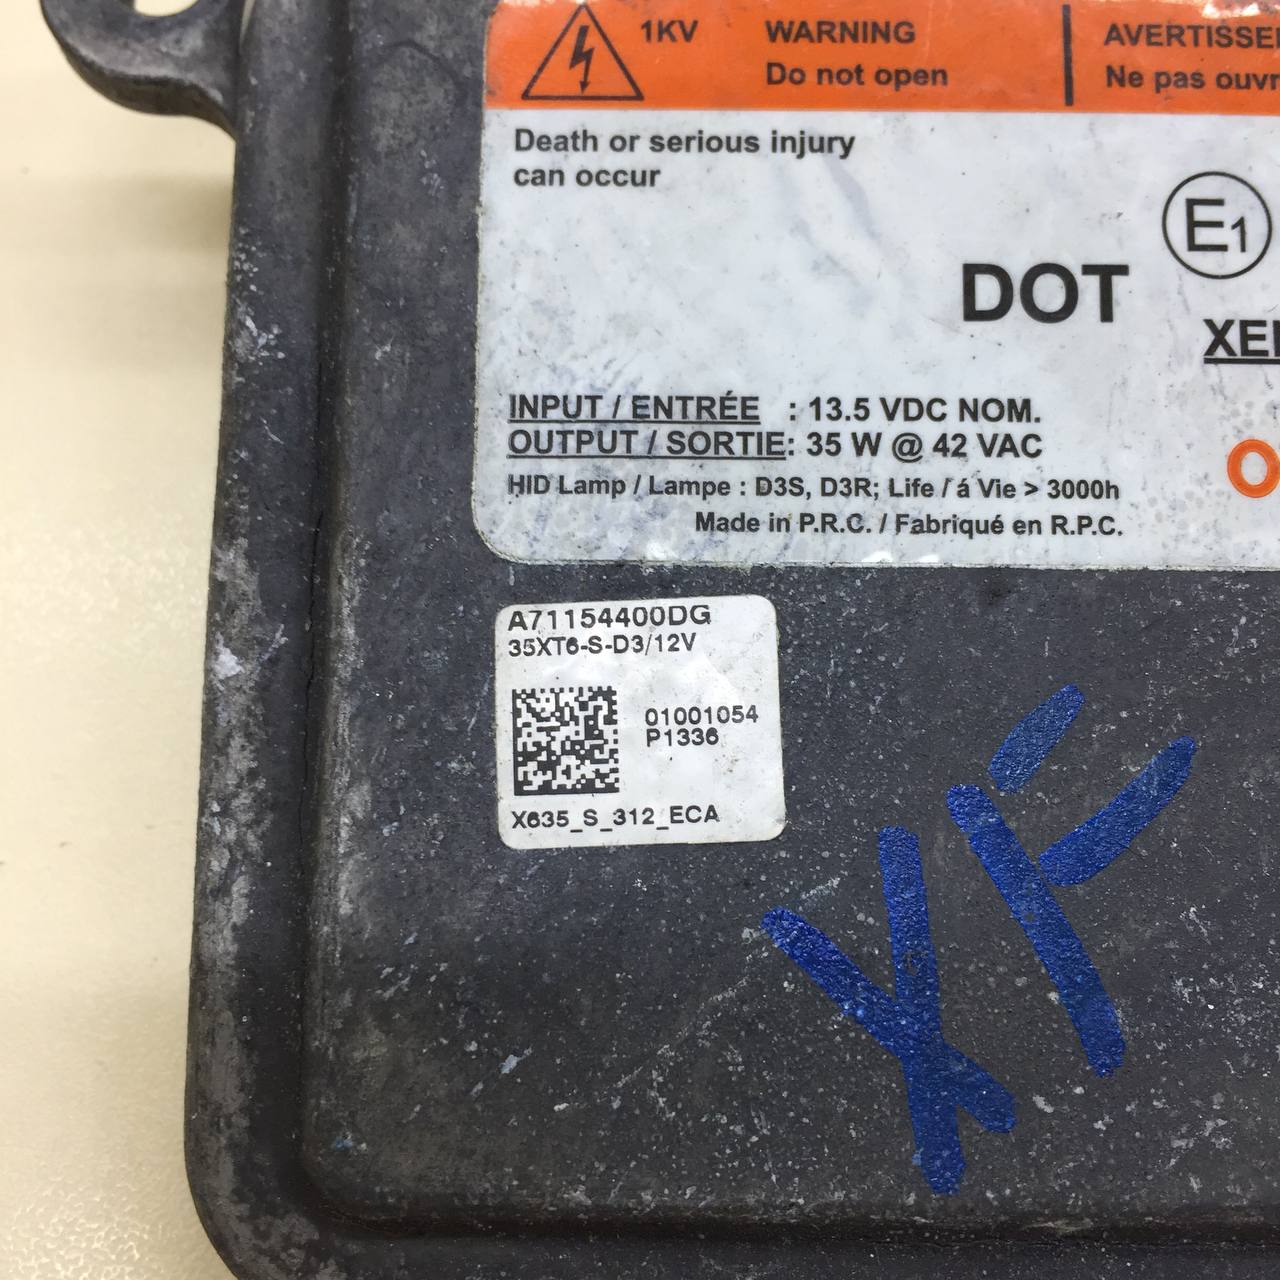 1KV WARNING AVERTISSE
Do not open Ne pas ouvr
Death or serious injury
can occur
E1
DOT
XE
INPUT / ENTRÉE : 13.5 VDC NOM.
OUTPUT / SORTIE: 35 W @ 42 VAC
O
HID Lamp / Lampe : D3S, D3R; Life / á Vie > 3000h
Made in P.R.C. / Fabriqué en R.P.C.
A71154400DG
35XT6-S-D3/12V
01001054
P1336
X635_S_312_ECA
XF